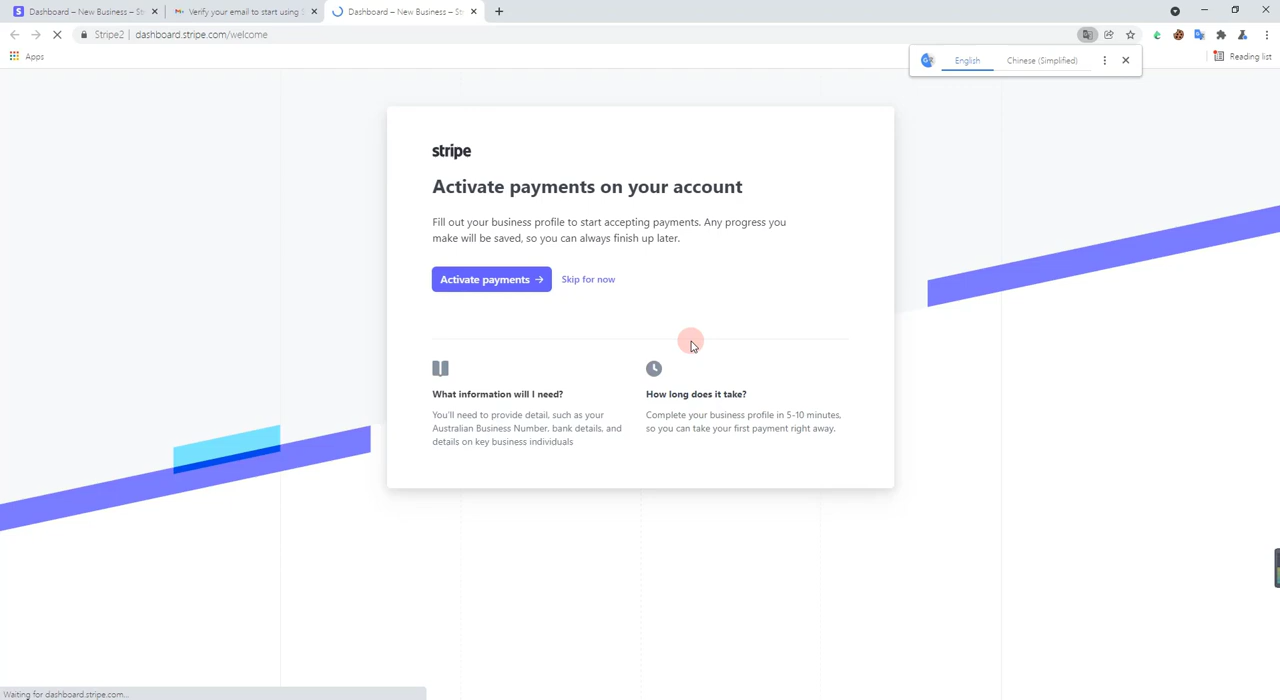 Dashboard – New Business – St
Verify your email to start using S
Dashboard – New Business – St
Stripe2 | dashboard.stripe.com/welcome
Apps
English
Chinese (Simplified)
Reading list
stripe
Activate payments on your account
Fill out your business profile to start accepting payments. Any progress you
make will be saved, so you can always finish up later.
Activate payments →
Skip for now
What information will I need?
You'll need to provide detail, such as your
Australian Business Number, bank details, and
details on key business individuals
How long does it take?
Complete your business profile in 5-10 minutes,
so you can take your first payment right away.
Waiting for dashboard.stripe.com...